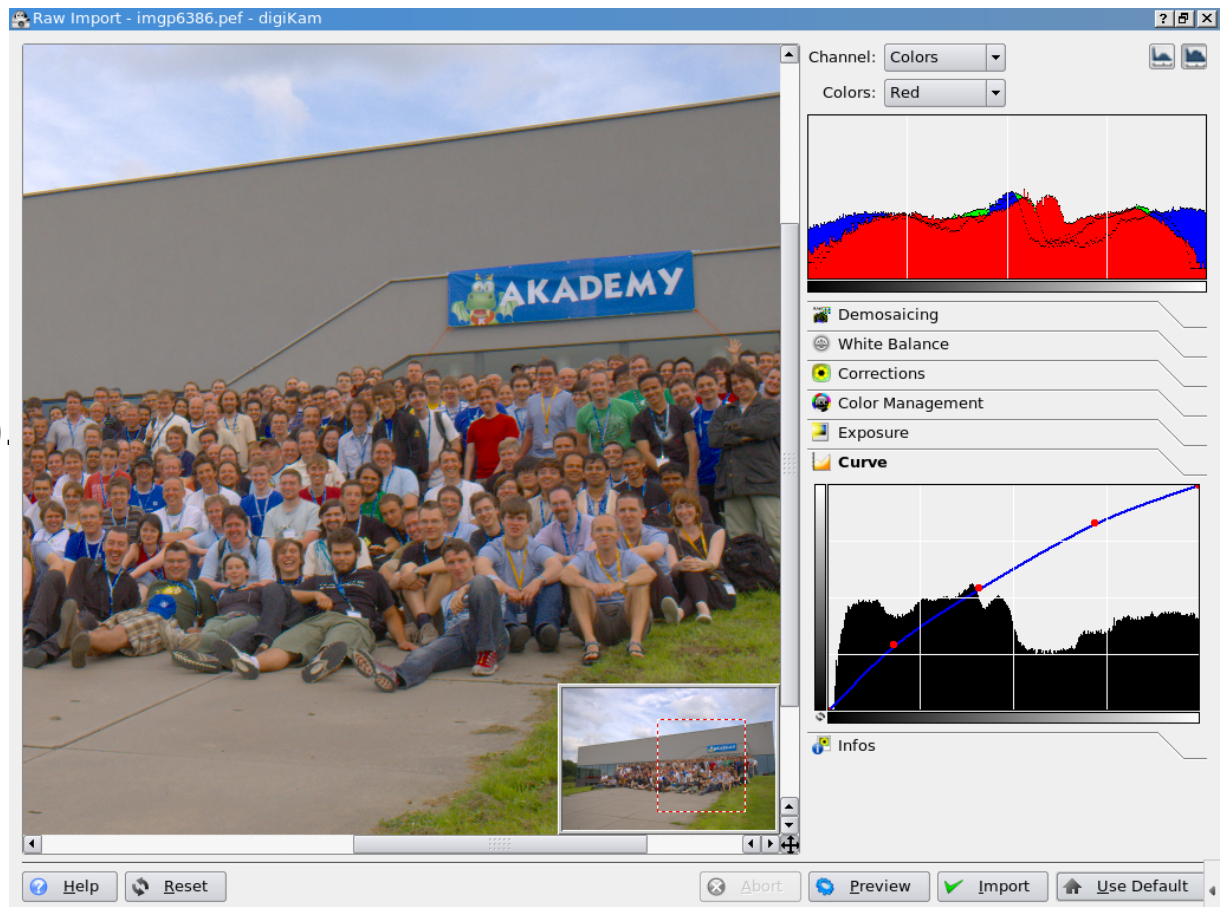 Raw Import - imgp6386.pef - digiKam
Channel: Colors
Colors: Red
AKADEMY
Demosaicing
White Balance
Corrections
Color Management
Exposure
Curve
Infos
Help
Reset
Abort
Preview
Import
Use Default